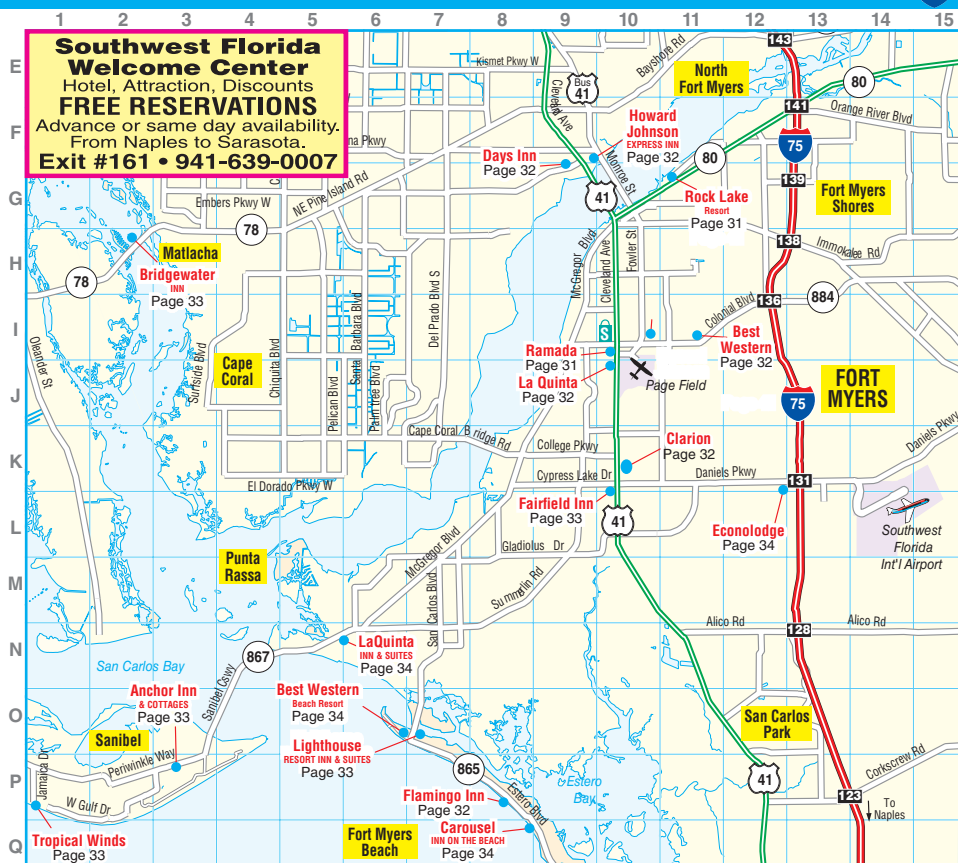 1 2 3 4 5 6 7 8 9 10 11 12 13 14 15
E
F
G
H
I
J
K
L
M
N
O
P
Q
Southwest Florida
Welcome Center
Hotel, Attraction, Discounts
FREE RESERVATIONS
Advance or same day availability.
From Naples to Sarasota.
Exit #161 • 941-639-0007
Kismet Pkwy W
Bus
41
Cleveland Ave
Bayshore Rd
North
Fort Myers
143
80
141
Orange River Blvd
na Pkwy
Howard
Johnson
EXPRESS INN
Page 32
Days Inn
Page 32
Monroe St
80
75
139
NE Pine Island Rd
Embers Pkwy W
78
41
Rock Lake
Resort
Page 31
Fort Myers
Shores
Matlacha
Bridgewater
INN
Page 33
78
138
Immokalee Rd
McGregor Blvd
Cleveland Ave
Fowler St
136
884
Colonial Blvd
Oleander St
Surfside Blvd
Cape
Coral
Chiquita Blvd
Pelican Blvd
Santa Barbara Blvd
Palm Tree Blvd
Del Prado Blvd S
S
Ramada
Page 31
La Quinta
Page 32
Best
Western
Page 32
Page Field
FORT
MYERS
75
Cape Coral Bridge Rd
College Pkwy
Clarion
Page 32
Daniels Pkwy
Cypress Lake Dr
Daniels Pkwy
131
El Dorado Pkwy W
Fairfield Inn
Page 33
41
Econolodge
Page 34
Southwest
Florida
Int'l Airport
Gladiolus Dr
McGregor Blvd
Punta
Rassa
San Carlos Blvd
Summerlin Rd
Alico Rd
128
Alico Rd
San Carlos Bay
867
LaQuinta
INN & SUITES
Page 34
Anchor Inn
& COTTAGES
Page 33
Sanibel Cswy
Best Western
Beach Resort
Page 34
Sanibel
Lighthouse
RESORT INN & SUITES
Page 33
San Carlos
Park
Periwinkle Way
Jamaica Dr
W Gulf Dr
865
Estero
Bay
41
Corkscrew Rd
123
To
Naples
Flamingo Inn
Page 32
Estero Blvd
Tropical Winds
Page 33
Fort Myers
Beach
Carousel
INN ON THE BEACH
Page 34